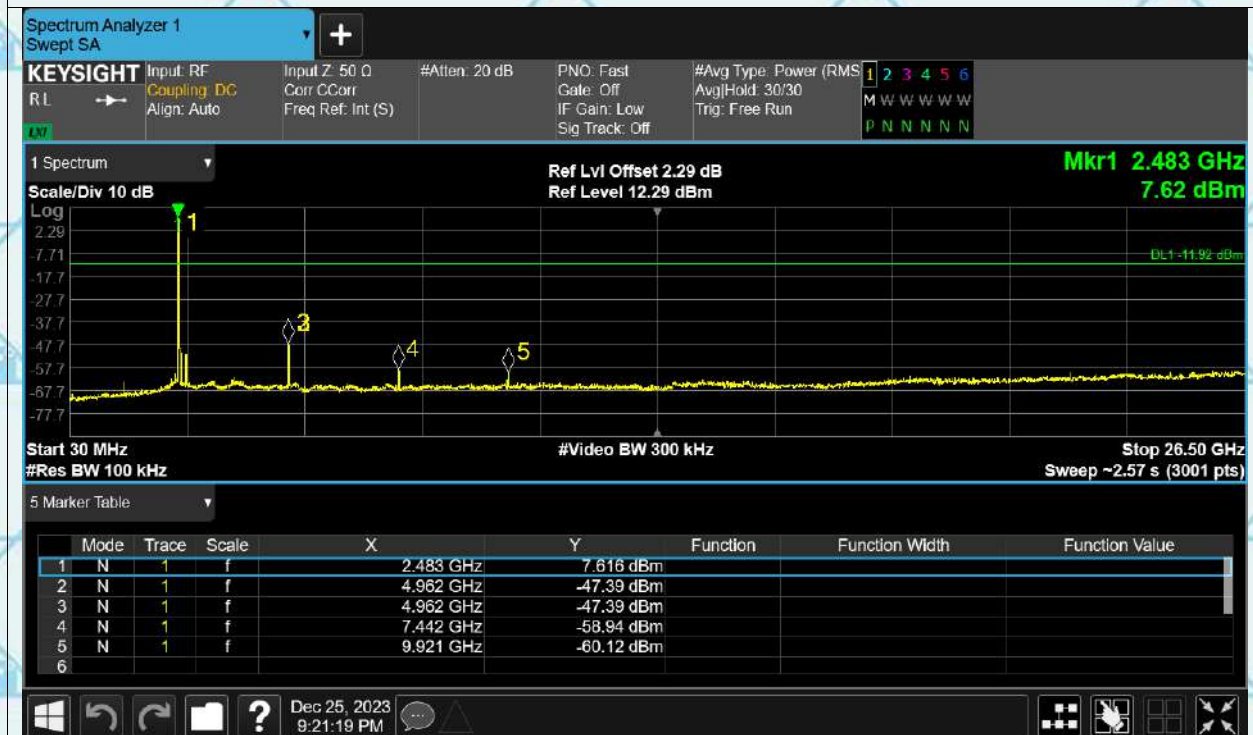 Spectrum Analyzer 1
Swept SA
+
KEYSIGHT
RL
LXI
Input: RF
Coupling: DC
Align: Auto
Input Z: 50 Ω
Corr CCorr
Freq Ref: Int (S)
#Atten: 20 dB
PNO: Fast
Gate: Off
IF Gain: Low
Sig Track: Off
#Avg Type: Power (RMS
Avg|Hold: 30/30
Trig: Free Run
1 2 3 4 5 6
M W W W W W
P N N N N N
1 Spectrum
Scale/Div 10 dB
Ref Lvl Offset 2.29 dB
Ref Level 12.29 dBm
Mkr1 2.483 GHz
7.62 dBm
Log
2.29
-7.71
-17.7
-27.7
-37.7
-47.7
-57.7
-67.7
-77.7
1
3
4
5
DL1 -11.92 dBm
Start 30 MHz
#Res BW 100 kHz
#Video BW 300 kHz
Stop 26.50 GHz
Sweep ~2.57 s (3001 pts)
5 Marker Table
Mode Trace Scale X Y Function Function Width Function Value
1 N 1 f 2.483 GHz 7.616 dBm
2 N 1 f 4.962 GHz -47.39 dBm
3 N 1 f 4.962 GHz -47.39 dBm
4 N 1 f 7.442 GHz -58.94 dBm
5 N 1 f 9.921 GHz -60.12 dBm
6
?
Dec 25, 2023
9:21:19 PM